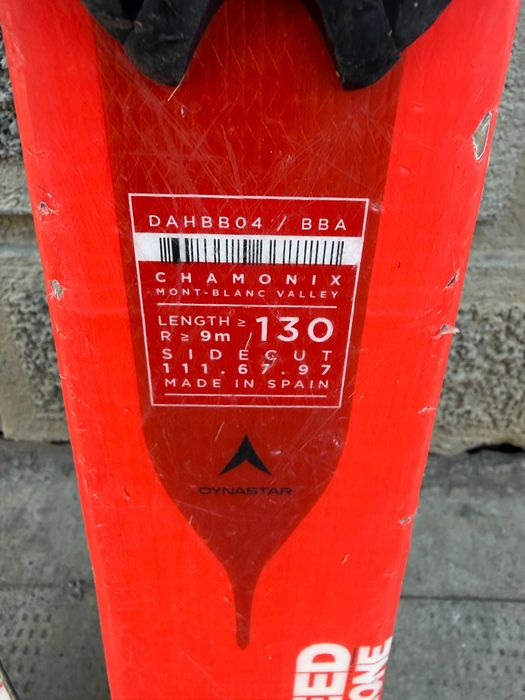 DAHBB04 / BBA
CHAMONIX
MONT-BLANC VALLEY
LENGTH ≥ 130
R ≥ 9m
SIDECUT
111.67.97
MADE IN SPAIN
DYNASTAR